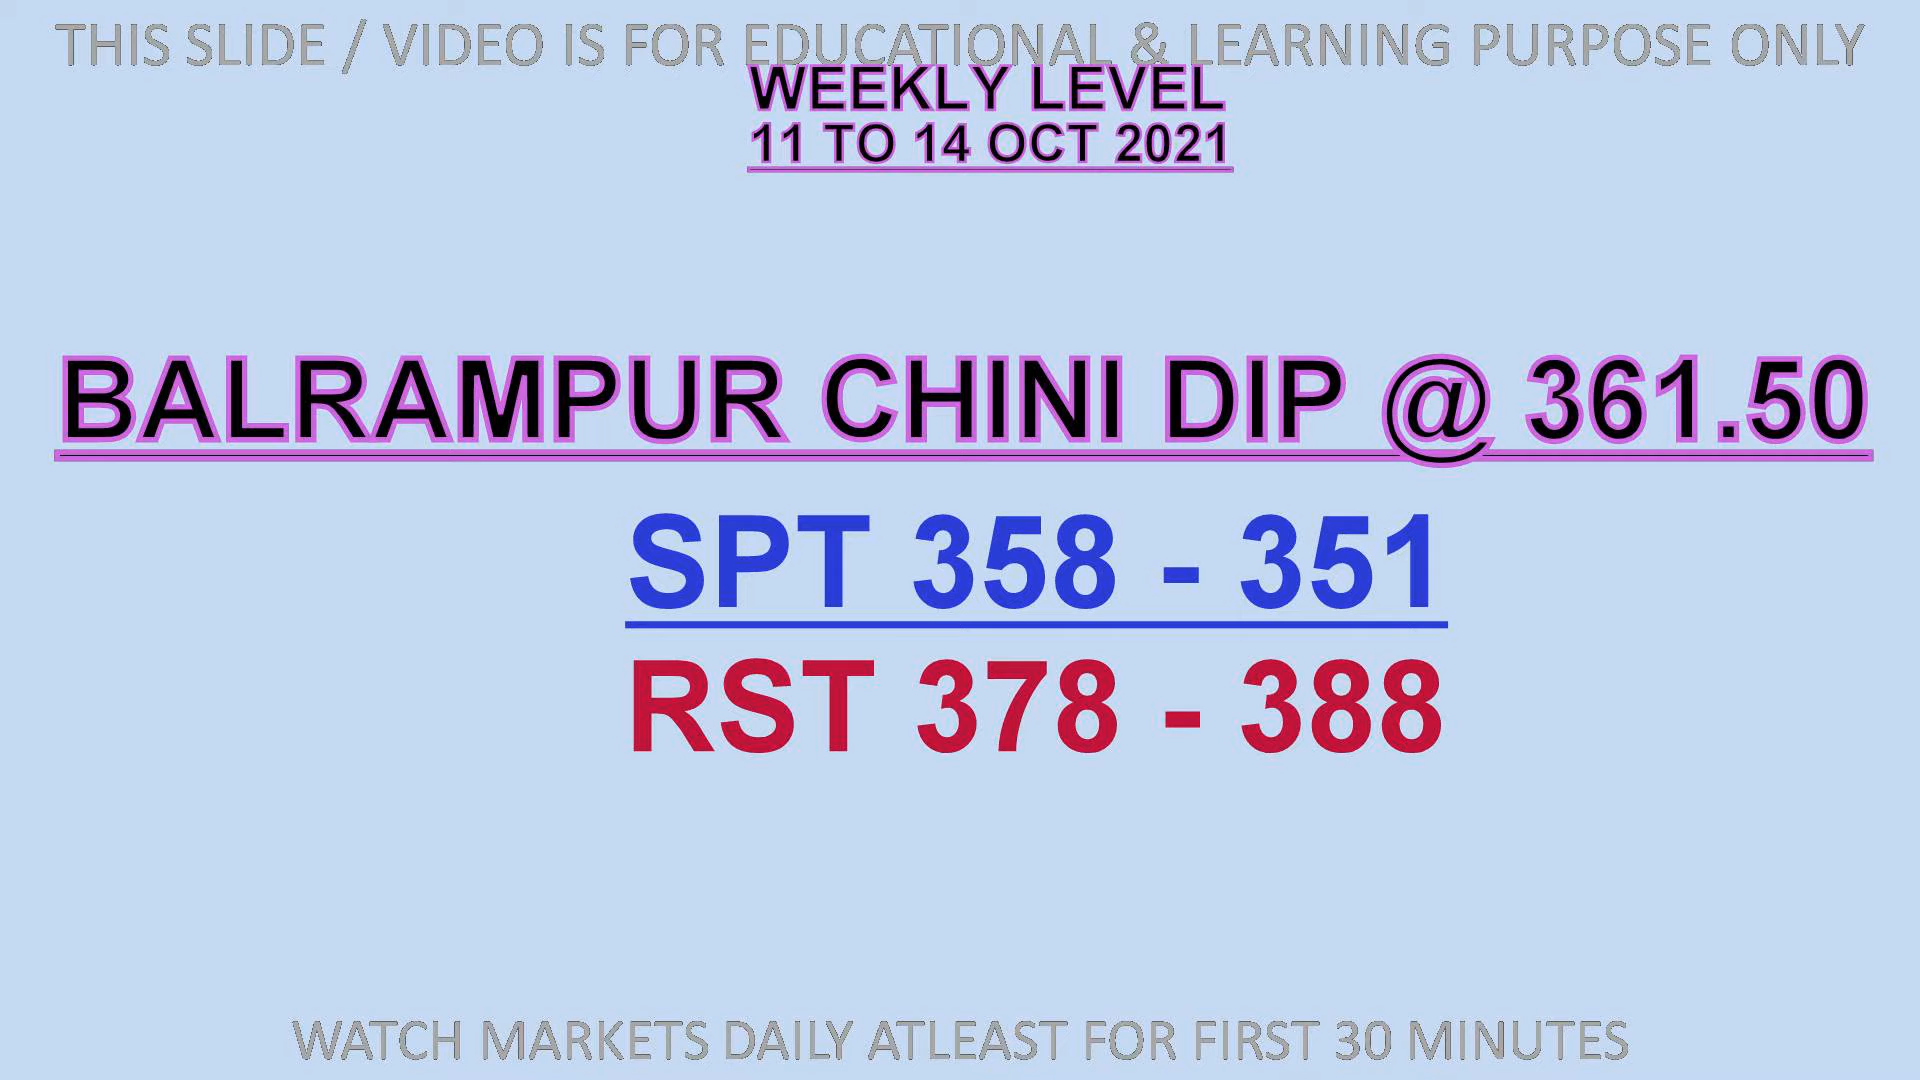 THIS SLIDE / VIDEO IS FOR EDUCATIONAL & LEARNING PURPOSE ONLY
WEEKLY LEVEL
11 TO 14 OCT 2021
BALRAMPUR CHINI DIP @ 361.50
SPT 358 - 351
RST 378 - 388
WATCH MARKETS DAILY ATLEAST FOR FIRST 30 MINUTES